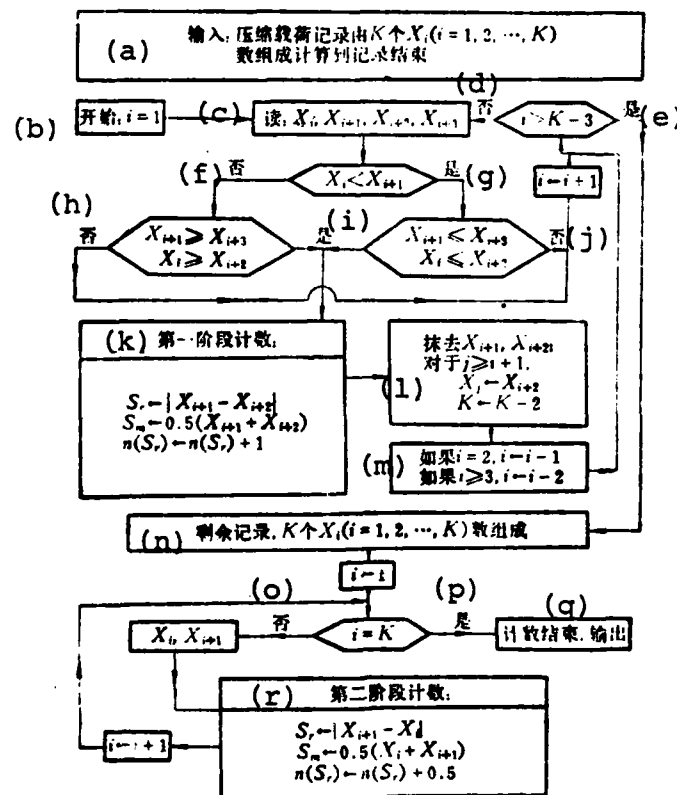 (a) 输入: 压缩载荷记录由K个X_i(i=1,2,…,K)
数组成计算列记录结束
(b) 开始: i=1
(c) 读: X_i, X_{i+1}, X_{i+2}, X_{i+3}
(d) 否
i>K-3
是 (e)
i←i+1
(f) 否
X_i<X_{i+1}
是 (g)
(h) 否
X_{i+1}≥X_{i+3}
X_i≥X_{i+2}
(i) 是
X_{i+1}≤X_{i+3}
X_i≤X_{i+2}
否 (j)
(k) 第一阶段计数:
S_r←|X_{i+1}-X_{i+2}|
S_m←0.5(X_{i+1}+X_{i+2})
n(S_r)←n(S_r)+1
(l) 抹去X_{i+1}, X_{i+2};
对于j≥i+1,
X_j←X_{i+2}
K←K-2
(m) 如果i=2, i←i-1
如果i≥3, i←i-2
(n) 剩余记录, K个X_i(i=1,2,…,K)数组成
i←1
(o) 否
i=K
(p) 是
(q) 计数结束, 输出
X_i, X_{i+1}
(r) 第二阶段计数:
S_r←|X_{i+1}-X_i|
S_m←0.5(X_i+X_{i+1})
n(S_r)←n(S_r)+0.5
i←i+1